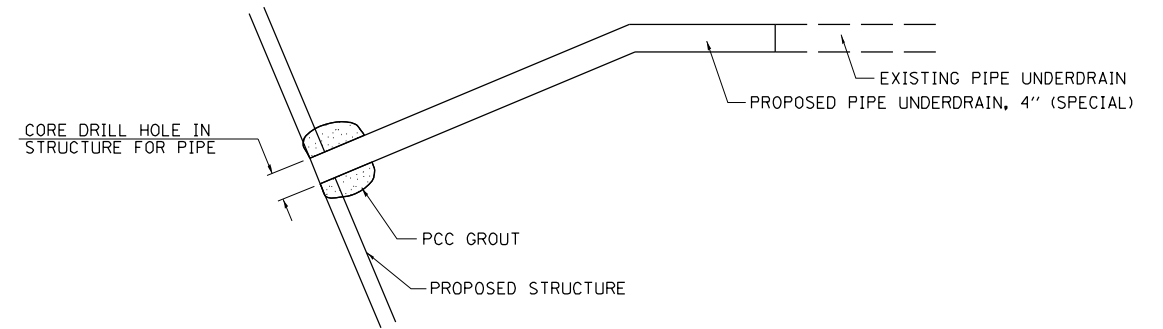 EXISTING PIPE UNDERDRAIN
PROPOSED PIPE UNDERDRAIN, 4" (SPECIAL)
CORE DRILL HOLE IN
STRUCTURE FOR PIPE
PCC GROUT
PROPOSED STRUCTURE